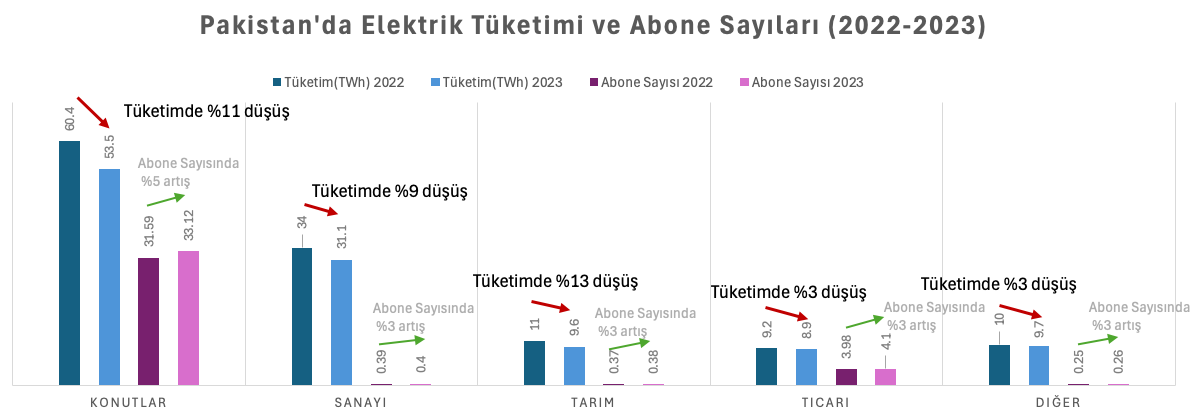 Pakistan'da Elektrik Tüketimi ve Abone Sayıları (2022-2023)
Tüketim(TWh) 2022
Tüketim(TWh) 2023
Abone Sayısı 2022
Abone Sayısı 2023
Tüketimde %11 düşüş
60.4
53.5
Abone Sayısında
%5 artış
31.59
33.12
Tüketimde %9 düşüş
34
31.1
Abone Sayısında
%3 artış
0.39
0.4
Tüketimde %13 düşüş
11
9.6
Abone Sayısında
%3 artış
0.37
0.38
Tüketimde %3 düşüş
9.2
8.9
Abone Sayısında
%3 artış
3.98
4.1
Tüketimde %3 düşüş
10
9.7
Abone Sayısında
%3 artış
0.25
0.26
KONUTLAR
SANAYI
TARIM
TICARI
DIĞER